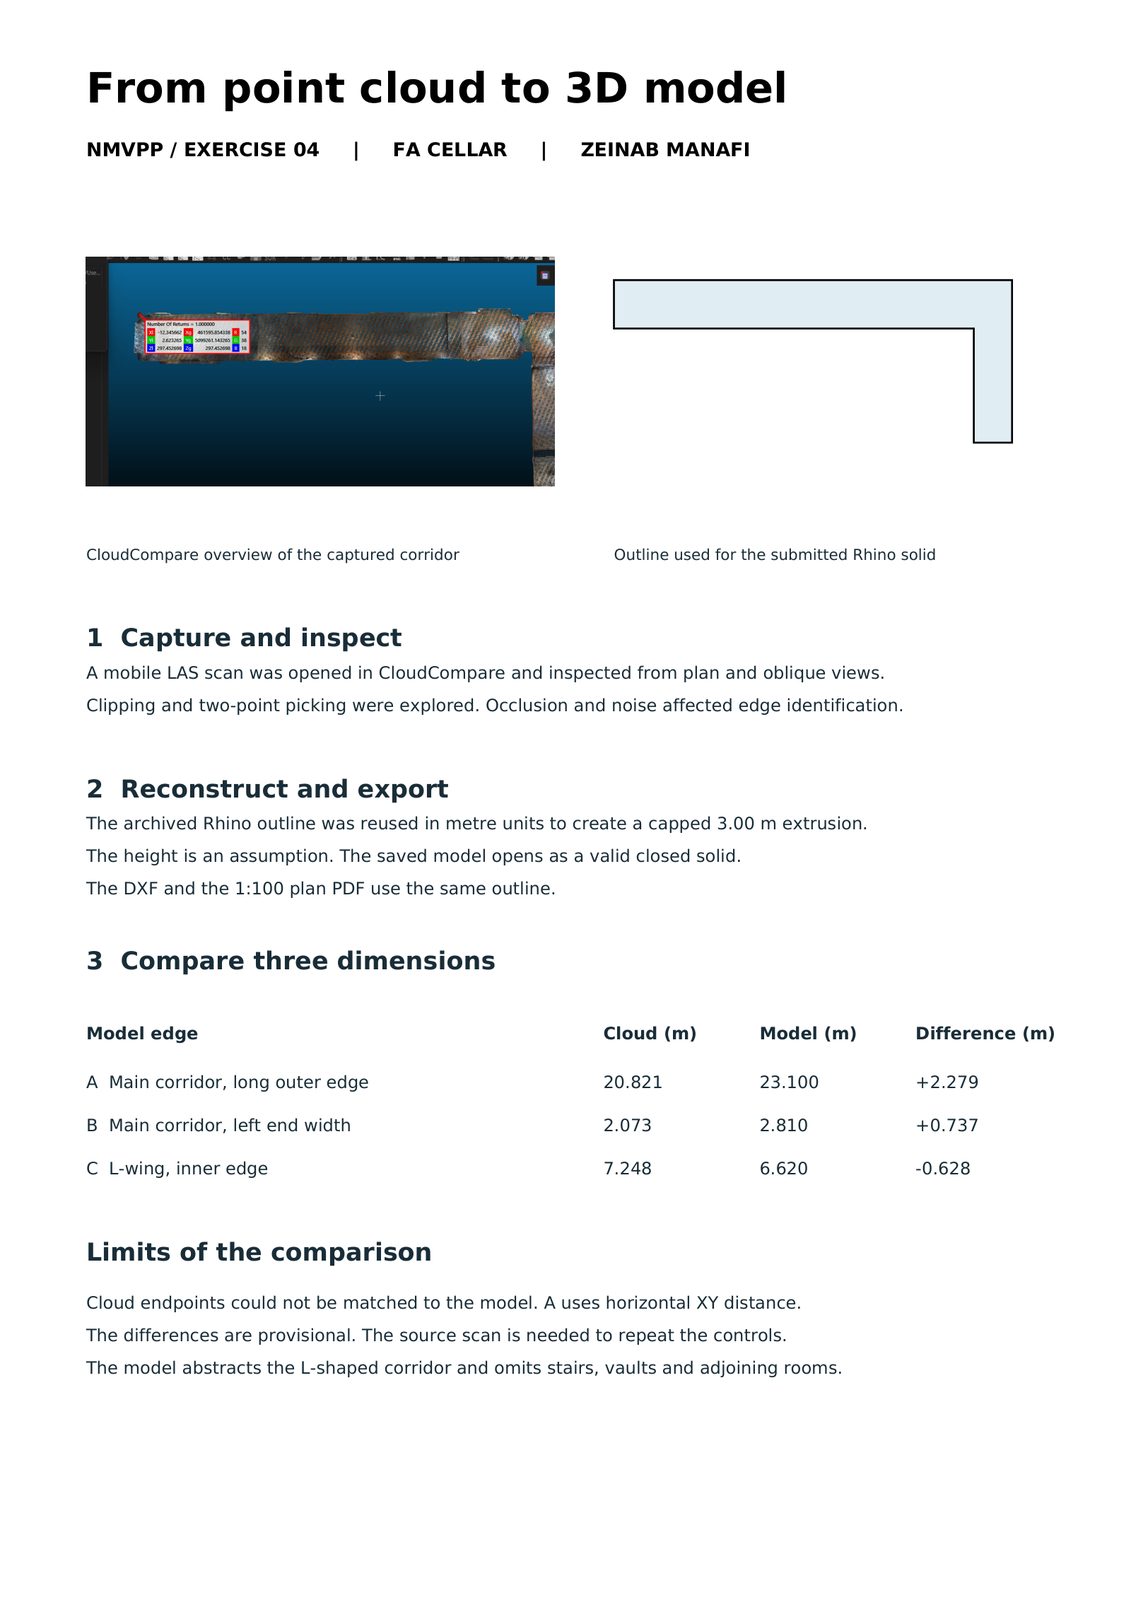 From point cloud to 3D model
NMVPP / EXERCISE 04 | FA CELLAR | ZEINAB MANAFI
Number Of Returns = 1.000000
CloudCompare overview of the captured corridor
Outline used for the submitted Rhino solid
1 Capture and inspect
A mobile LAS scan was opened in CloudCompare and inspected from plan and oblique views.
Clipping and two-point picking were explored. Occlusion and noise affected edge identification.
2 Reconstruct and export
The archived Rhino outline was reused in metre units to create a capped 3.00 m extrusion.
The height is an assumption. The saved model opens as a valid closed solid.
The DXF and the 1:100 plan PDF use the same outline.
3 Compare three dimensions
Model edge Cloud (m) Model (m) Difference (m)
A Main corridor, long outer edge 20.821 23.100 +2.279
B Main corridor, left end width 2.073 2.810 +0.737
C L-wing, inner edge 7.248 6.620 -0.628
Limits of the comparison
Cloud endpoints could not be matched to the model. A uses horizontal XY distance.
The differences are provisional. The source scan is needed to repeat the controls.
The model abstracts the L-shaped corridor and omits stairs, vaults and adjoining rooms.